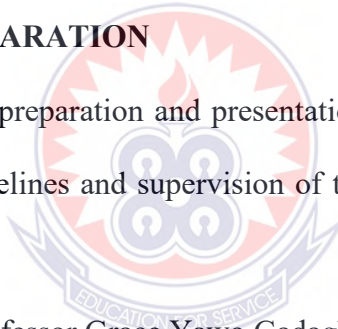 ARATION
preparation and presentatio
elines and supervision of t
EDUCATION FOR SERVICE